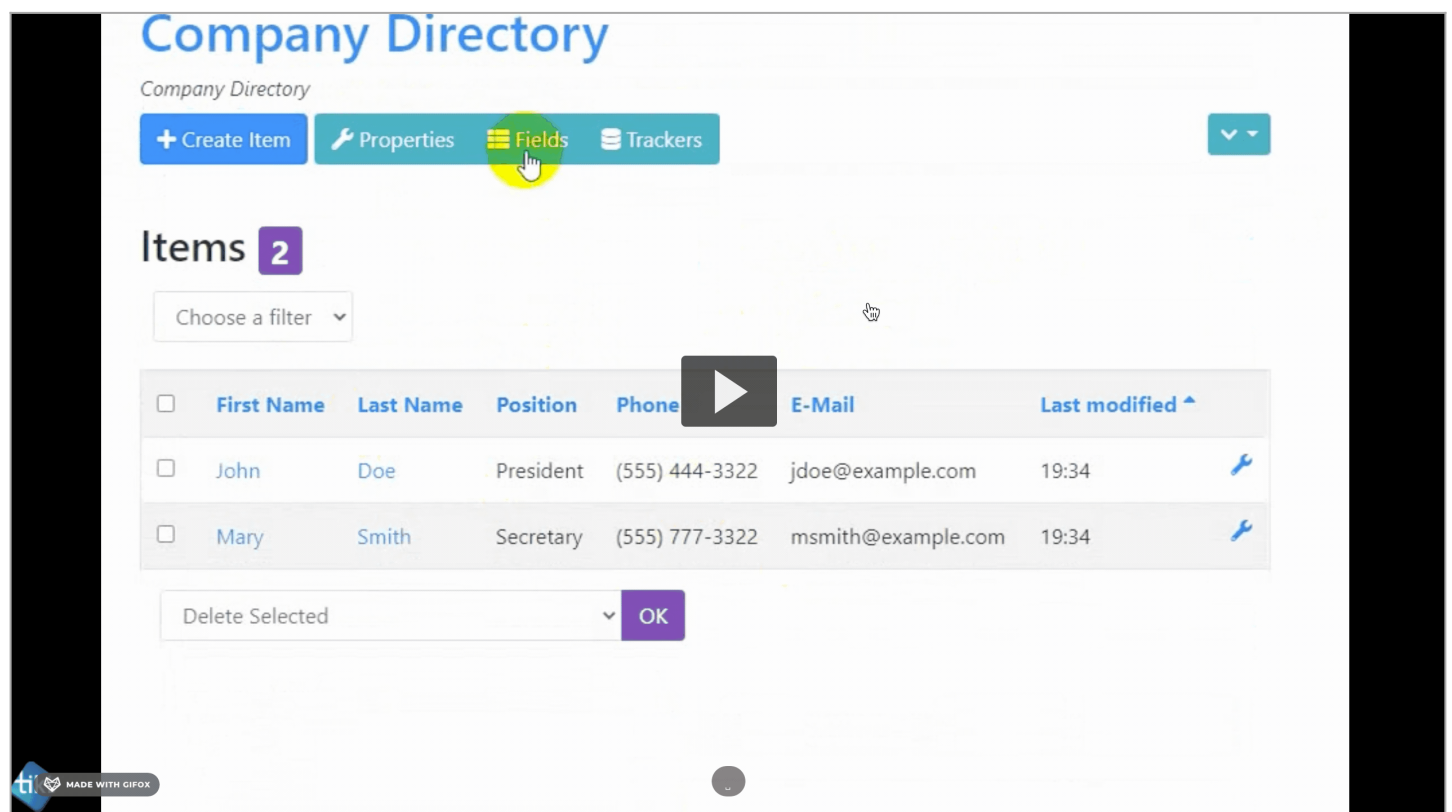 Company Directory
Company Directory
Create Item Properties Fields Trackers
Items 2
Choose a filter
First Name Last Name Position Phone E-Mail Last modified
John Doe President (555) 444-3322 jdoe@example.com 19:34
Mary Smith Secretary (555) 777-3322 msmith@example.com 19:34
Delete Selected OK
MADE WITH GIFOX